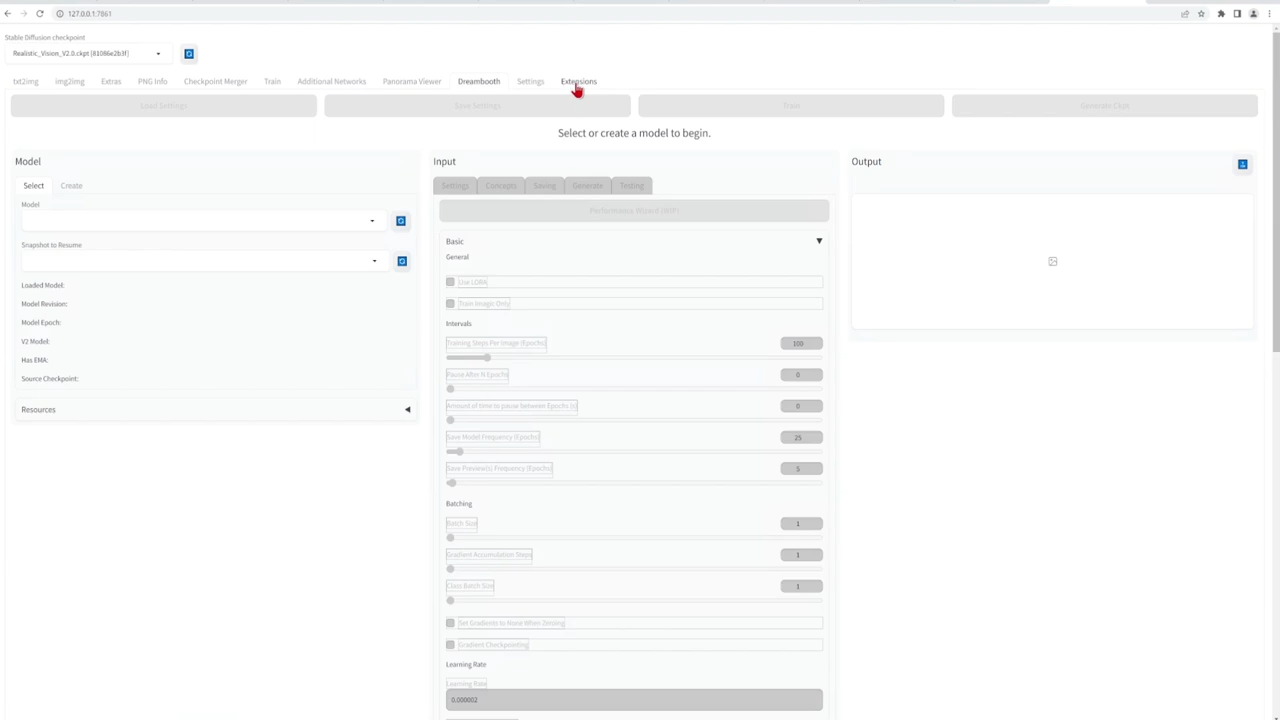 127.0.0.1:7861
Stable Diffusion checkpoint
Realistic_Vision_V2.0.ckpt [81086e2b3f]
txt2img img2img Extras PNG Info Checkpoint Merger Train Additional Networks Panorama Viewer Dreambooth Settings Extensions
Load Settings Save Settings Train Generate Ckpt
Select or create a model to begin.
Model Input Output
Select Create Settings Concepts Saving Generate Testing
Model
Performance Wizard (WIP)
Snapshot to Resume
Basic
General
Loaded Model:
Use LORA
Model Revision:
Train Imagic Only
Model Epoch:
Intervals
V2 Model:
Training Steps Per Image (Epochs) 100
Has EMA:
Pause After N Epochs 0
Source Checkpoint:
Amount of time to pause between Epochs (s) 0
Resources
Save Model Frequency (Epochs) 25
Save Preview(s) Frequency (Epochs) 5
Batching
Batch Size 1
Gradient Accumulation Steps 1
Class Batch Size 1
Set Gradients to None When Zeroing
Gradient Checkpointing
Learning Rate
Learning Rate
0.000002